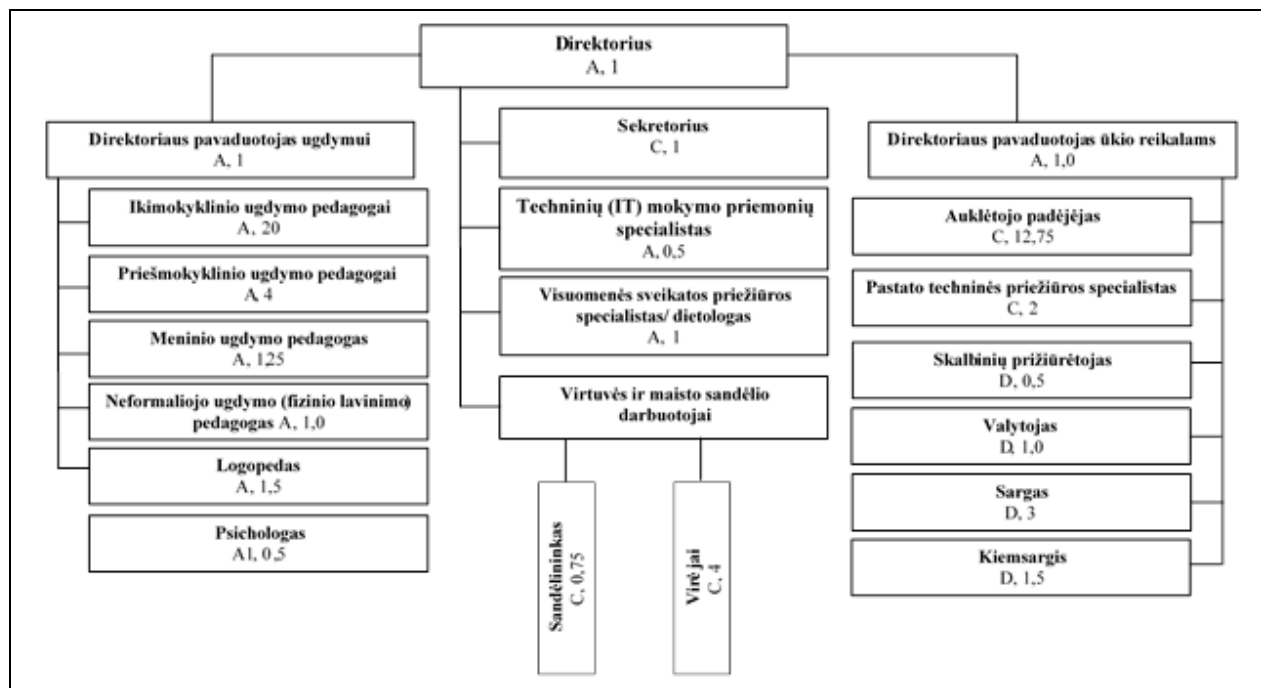 Direktorius
A, 1
Direktoriaus pavaduotojas ugdymui
A, 1
Ikimokyklinio ugdymo pedagogai
A, 20
Priešmokyklinio ugdymo pedagogai
A, 4
Meninio ugdymo pedagogas
A, 1,25
Neformaliojo ugdymo (fizinio lavinimo)
pedagogas A, 1,0
Logopedas
A, 1,5
Psichologas
A1, 0,5
Sekretorius
C, 1
Techninių (IT) mokymo priemonių
specialistas
A, 0,5
Visuomenės sveikatos priežiūros
specialistas/ dietologas
A, 1
Virtuvės ir maisto sandėlio
darbuotojai
Sandėlininkas
C, 0,75
Virėjai
C, 4
Direktoriaus pavaduotojas ūkio reikalams
A, 1,0
Auklėtojo padėjėjas
C, 12,75
Pastato techninės priežiūros specialistas
C, 2
Skalbinių prižiūrėtojas
D, 0,5
Valytojas
D, 1,0
Sargas
D, 3
Kiemsargis
D, 1,5